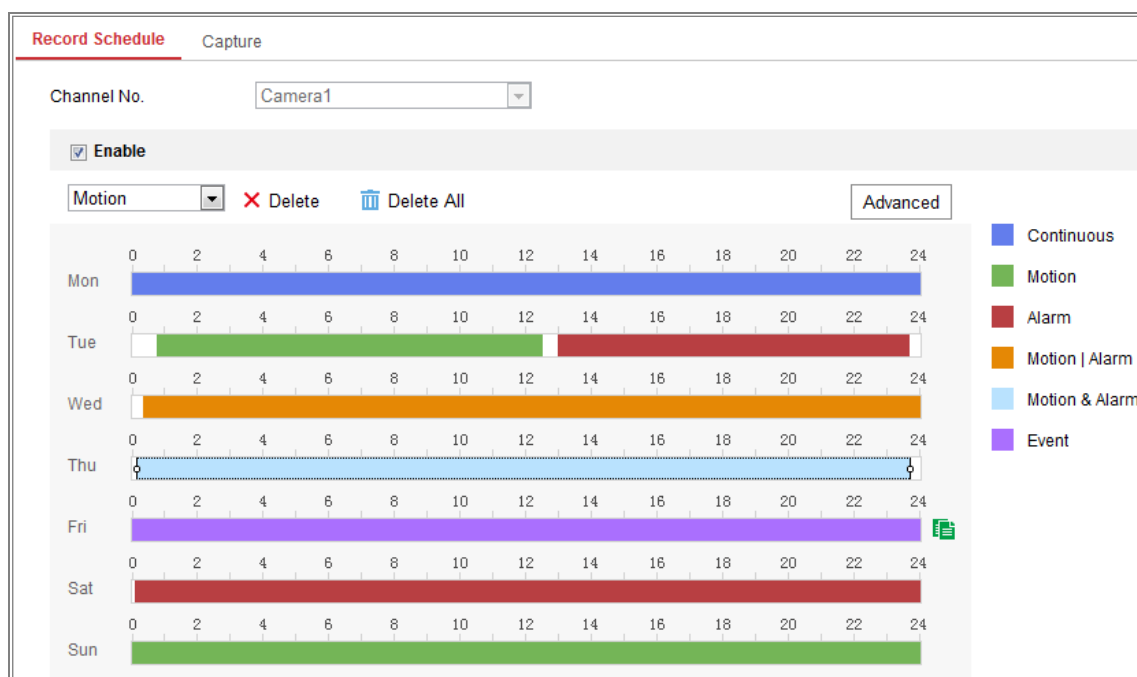 Record Schedule Capture
Channel No. Camera1
Enable
Motion Delete Delete All Advanced
Continuous
0 2 4 6 8 10 12 14 16 18 20 22 24
Mon
Motion
0 2 4 6 8 10 12 14 16 18 20 22 24
Tue
Alarm
Motion | Alarm
0 2 4 6 8 10 12 14 16 18 20 22 24
Wed
Motion & Alarm
0 2 4 6 8 10 12 14 16 18 20 22 24
Thu
Event
0 2 4 6 8 10 12 14 16 18 20 22 24
Fri
0 2 4 6 8 10 12 14 16 18 20 22 24
Sat
0 2 4 6 8 10 12 14 16 18 20 22 24
Sun